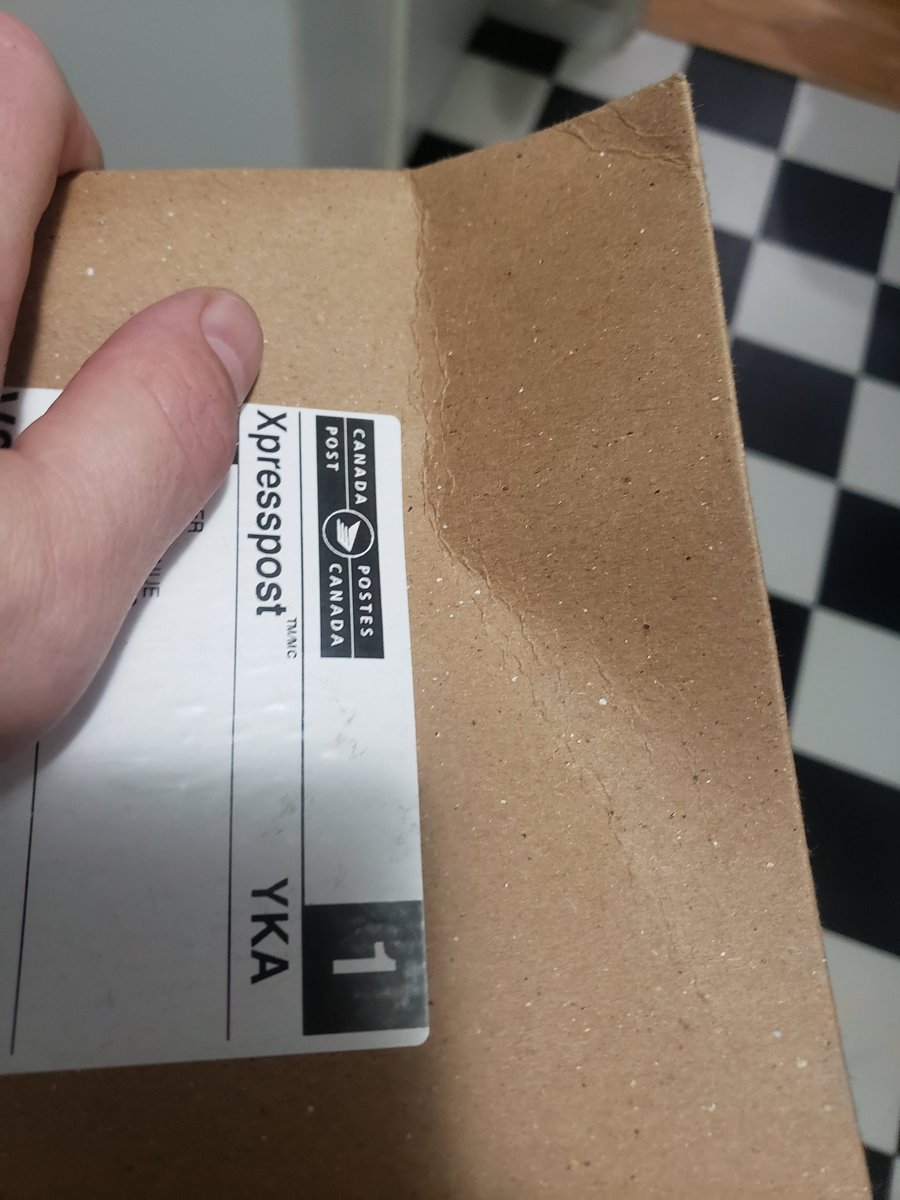 CANADA POSTES
POST CANADA
Xpresspost TM/MC
YKA
1